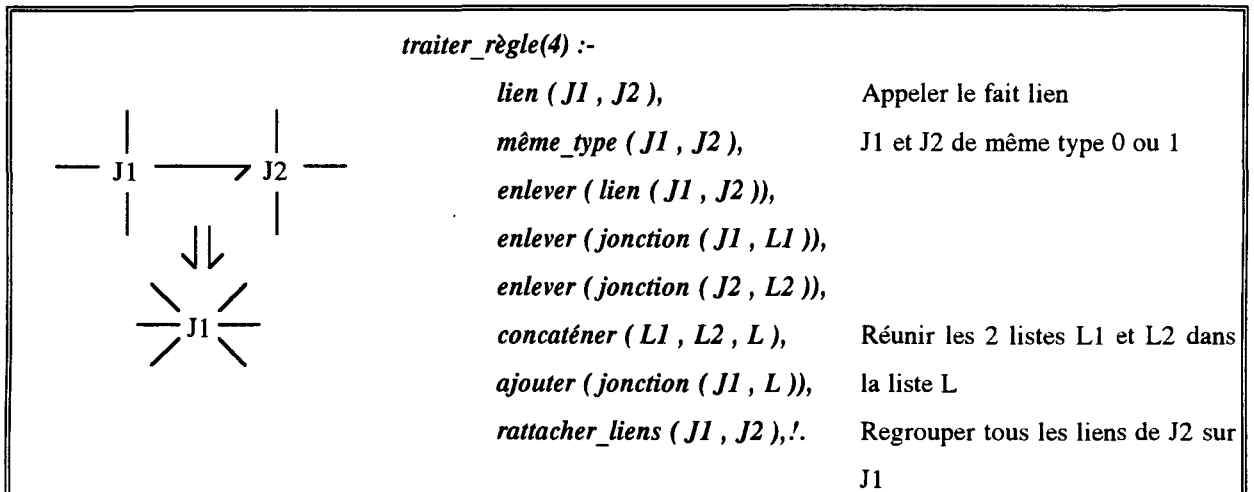 traiter_règle(4) :-
lien ( J1 , J2 ), Appeler le fait lien
même_type ( J1 , J2 ), J1 et J2 de même type 0 ou 1
J1 J2
enlever ( lien ( J1 , J2 )),
enlever ( jonction ( J1 , L1 )),
enlever ( jonction ( J2 , L2 )),
J1
concaténer ( L1 , L2 , L ), Réunir les 2 listes L1 et L2 dans
ajouter ( jonction ( J1 , L )), la liste L
rattacher_liens ( J1 , J2 ),!. Regrouper tous les liens de J2 sur
J1